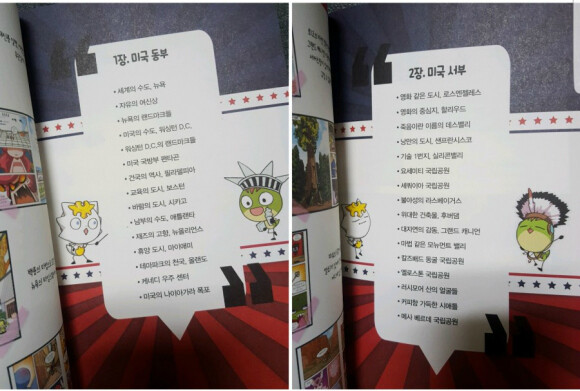 1장. 미국 동부
• 세계의 수도, 뉴욕
• 자유의 여신상
• 뉴욕의 랜드마크들
• 미국의 수도, 워싱턴 D.C.
• 워싱턴 D.C.의 랜드마크들
• 미국 국방부 펜타곤
• 건국의 역사, 필라델피아
• 교육의 도시, 보스턴
• 바람의 도시, 시카고
• 남부의 수도, 애틀랜타
• 재즈의 고향, 뉴올리언스
• 휴양 도시, 마이애미
• 테마파크의 천국, 올랜도
• 케네디 우주 센터
• 미국의 나이아가라 폭포
2장. 미국 서부
• 영화 같은 도시, 로스앤젤레스
• 영화의 중심지, 할리우드
• 죽음이란 이름의 데스밸리
• 낭만의 도시, 샌프란시스코
• 기술 1번지, 실리콘밸리
• 요세미티 국립공원
• 세쿼이아 국립공원
• 불야성의 라스베이거스
• 위대한 건축물, 후버댐
• 대자연의 감동, 그랜드 캐니언
• 마법 같은 모뉴먼트 밸리
• 칼즈배드 동굴 국립공원
• 옐로스톤 국립공원
• 러시모어 산의 얼굴들
• 커피향 가득한 시애틀
• 메사 베르데 국립공원